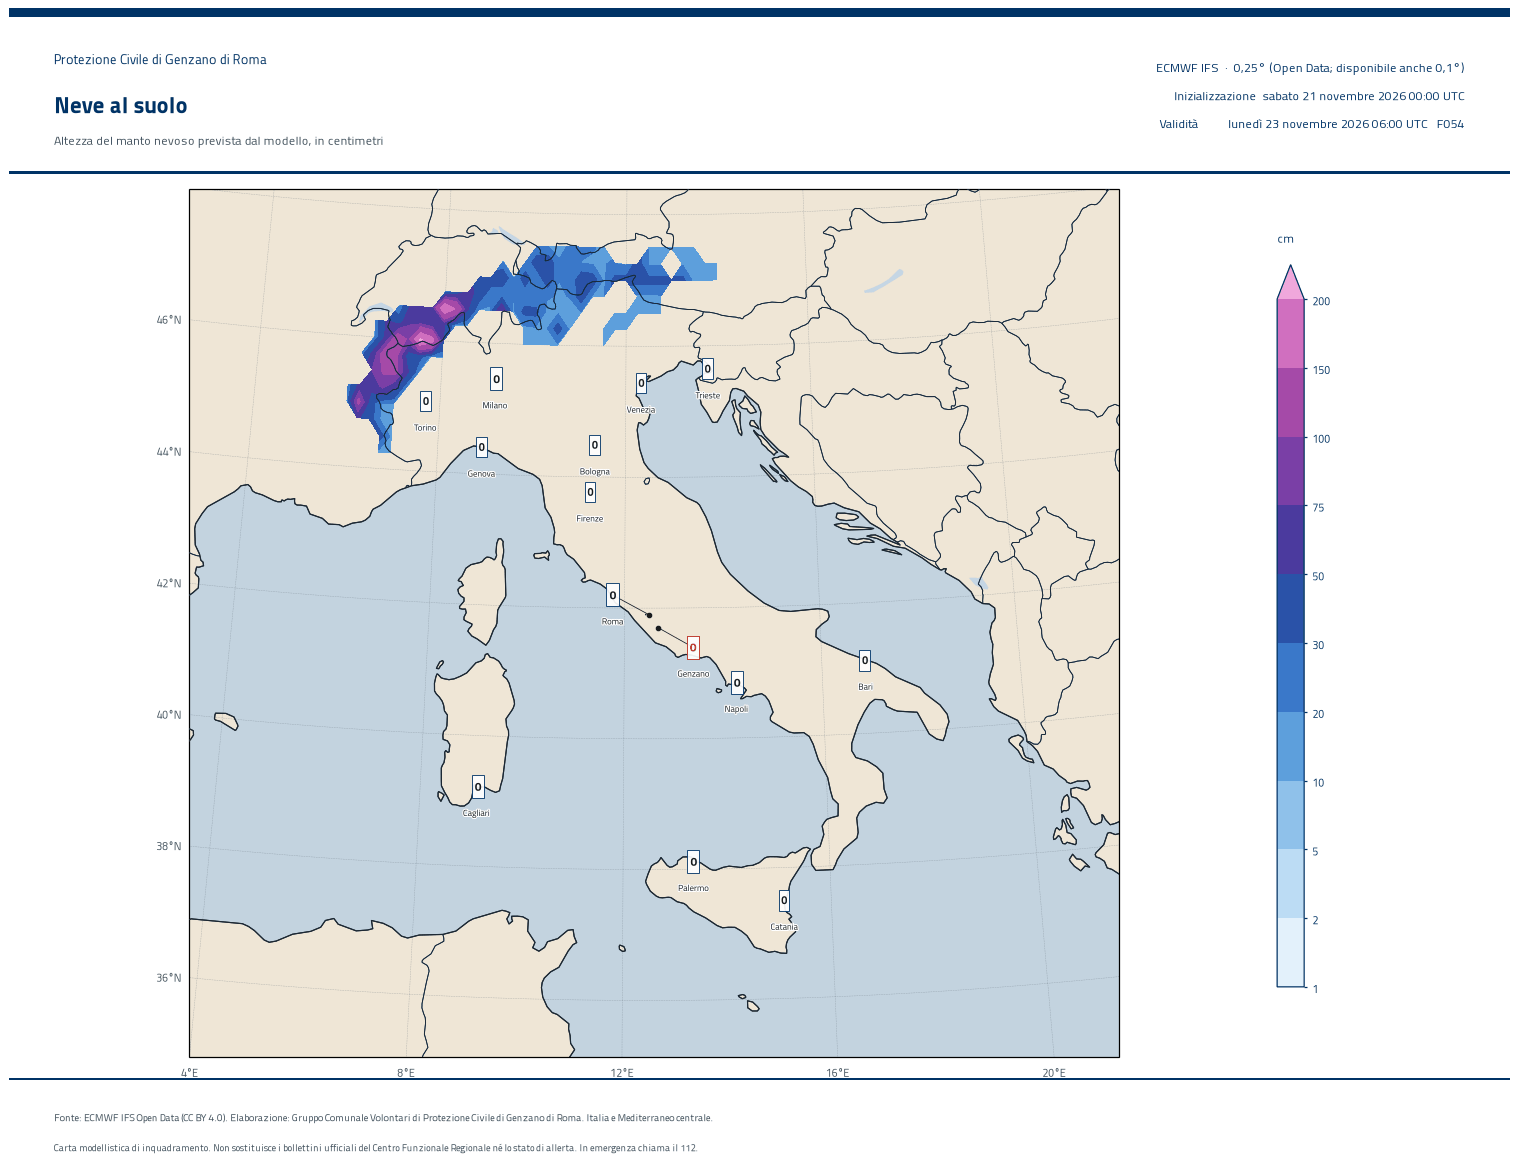 Protezione Civile di Genzano di Roma
Neve al suolo
Altezza del manto nevoso prevista dal modello, in centimetri
ECMWF IFS · 0,25° (Open Data; disponibile anche 0,1°)
Inizializzazione sabato 21 novembre 2026 00:00 UTC
Validità lunedì 23 novembre 2026 06:00 UTC F054
cm
200
150
100
75
50
30
20
10
5
2
1
46°N
44°N
42°N
40°N
38°N
36°N
4°E
8°E
12°E
16°E
20°E
0
Milano
0
Torino
0
Venezia
0
Trieste
0
Genova
0
Bologna
0
Firenze
0
Roma
0
Genzano
0
Napoli
0
Bari
0
Cagliari
0
Palermo
0
Catania
Fonte: ECMWF IFS Open Data (CC BY 4.0). Elaborazione: Gruppo Comunale Volontari di Protezione Civile di Genzano di Roma. Italia e Mediterraneo centrale.
Carta modellistica di inquadramento. Non sostituisce i bollettini ufficiali del Centro Funzionale Regionale né lo stato di allerta. In emergenza chiama il 112.